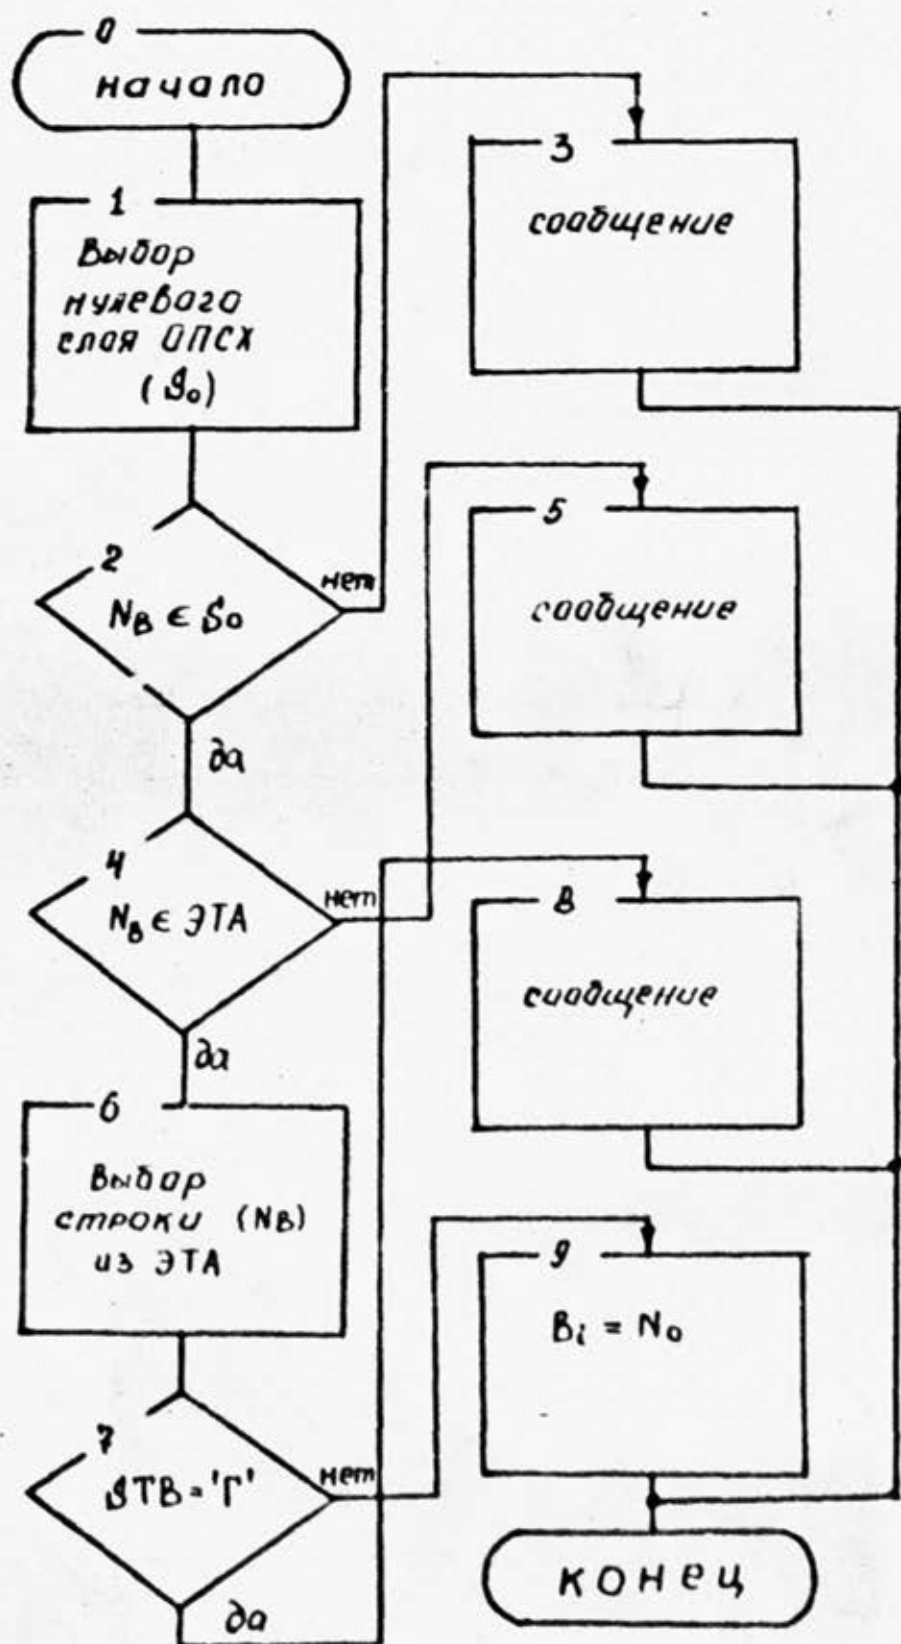 0
начало
1
Выбор
нулевого
слоя ОПСХ
(S₀)
2
N_B ∈ S₀
нет
да
3
сообщение
4
N_B ∈ ЭТА
нет
да
5
сообщение
6
Выбор
строки (N_B)
из ЭТА
7
STB = 'Г'
нет
да
8
сообщение
9
B_i = N_0
конец